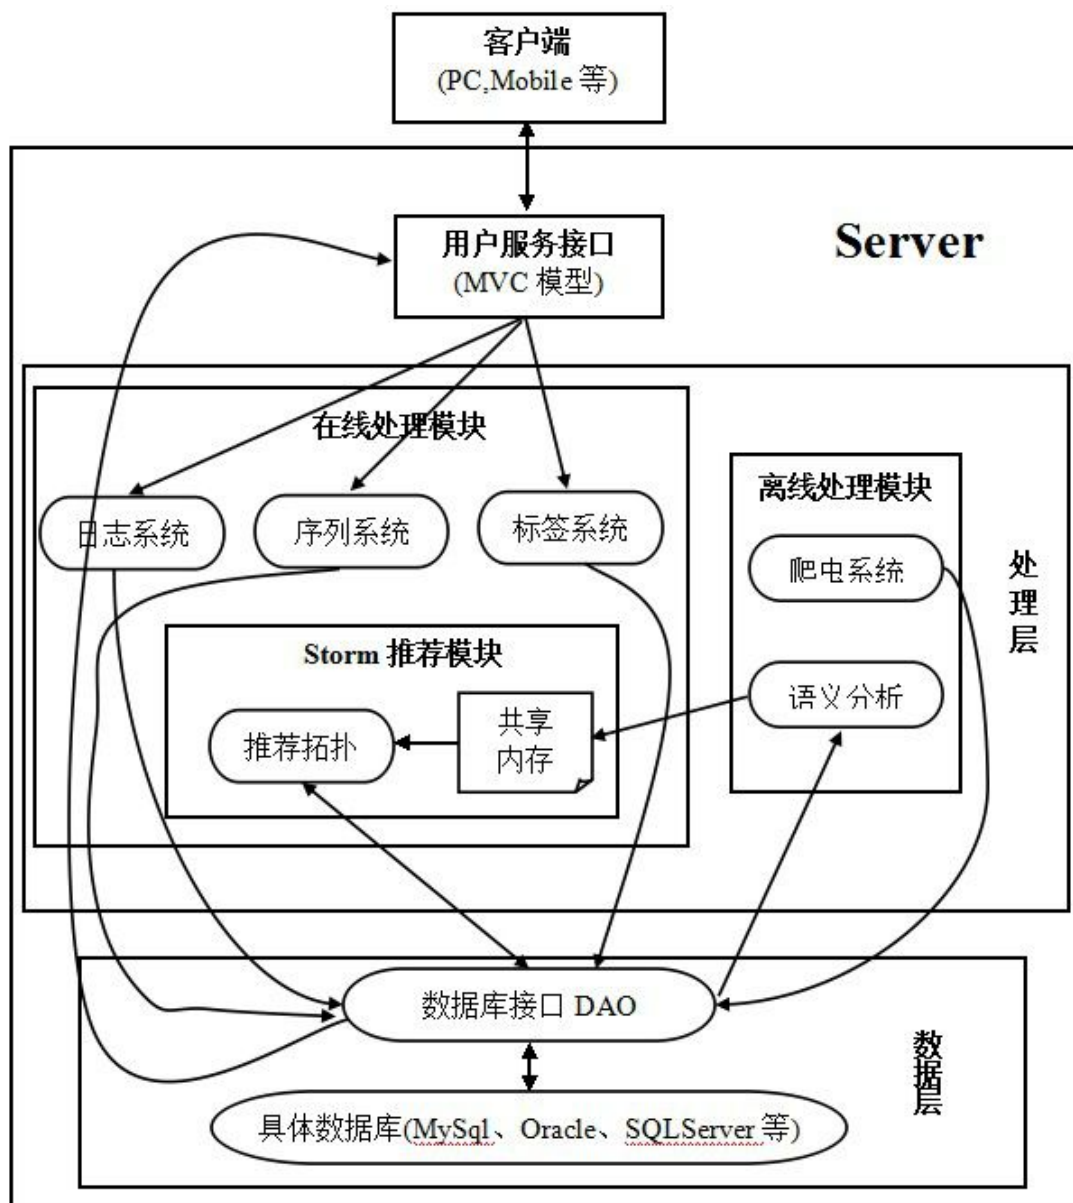 客户端
(PC,Mobile 等)
Server
用户服务接口
(MVC 模型)
在线处理模块
离线处理模块
日志系统
序列系统
标签系统
爬虫系统
处理层
Storm 推荐模块
语义分析
推荐拓扑
共享
内存
数据库接口 DAO
数据层
具体数据库(MySql、Oracle、SQLServer 等)